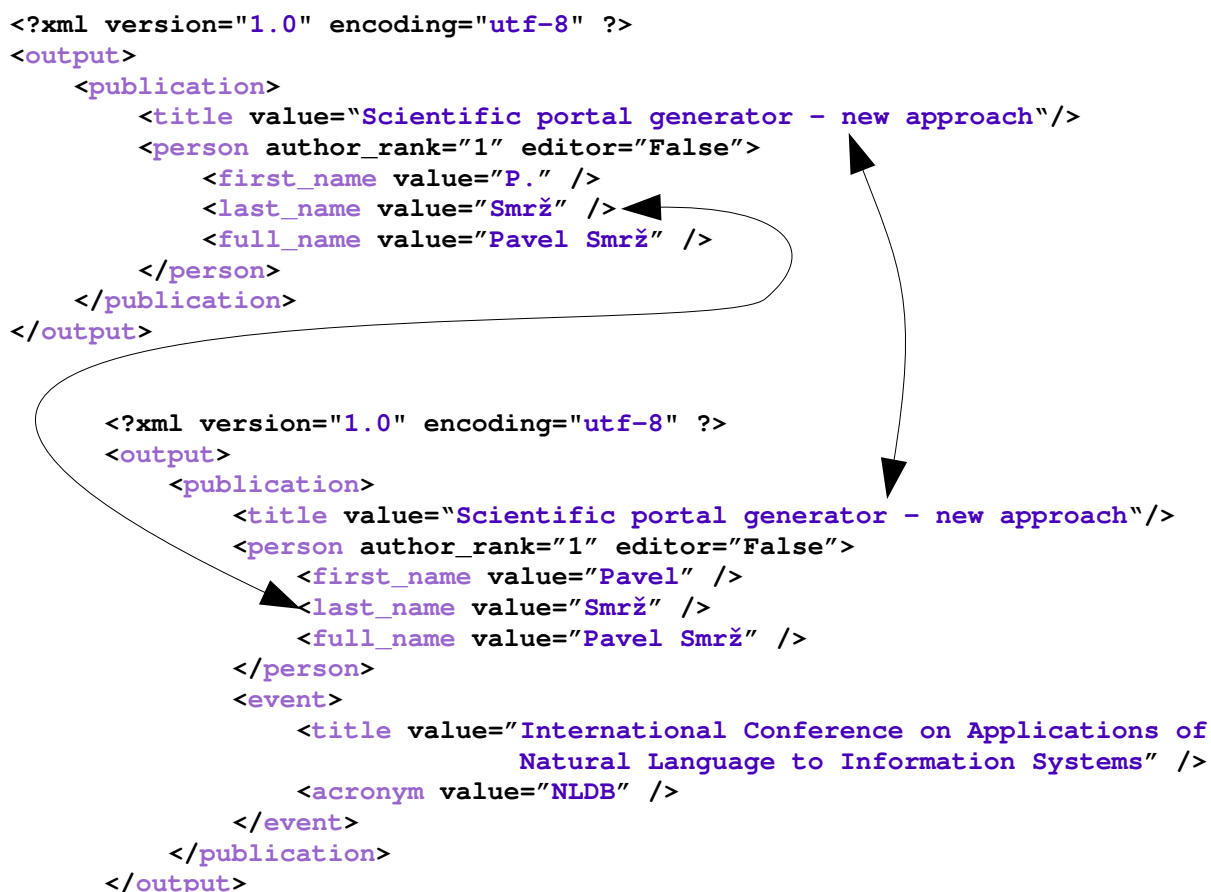 <?xml version="1.0" encoding="utf-8" ?>
<output>
<publication>
<title value=“Scientific portal generator – new approach“/>
<person author_rank=”1” editor=”False”>
<first_name value=”P.” />
<last_name value=”Smrž” />
<full_name value=”Pavel Smrž” />
</person>
</publication>
</output>
<?xml version="1.0" encoding="utf-8" ?>
<output>
<publication>
<title value=“Scientific portal generator – new approach“/>
<person author_rank=”1” editor=”False”>
<first_name value=”Pavel” />
<last_name value=”Smrž” />
<full_name value=”Pavel Smrž” />
</person>
<event>
<title value=”International Conference on Applications of
Natural Language to Information Systems” />
<acronym value=”NLDB” />
</event>
</publication>
</output>